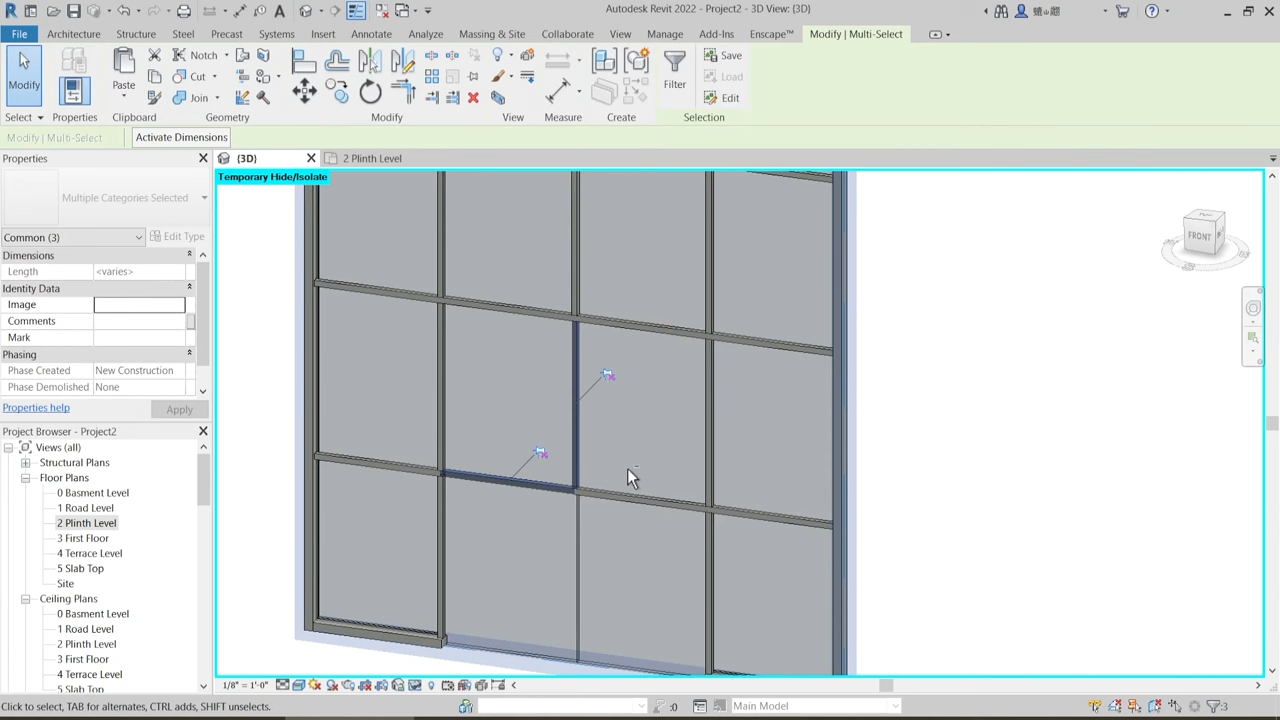 Autodesk Revit 2022 - Project2 - 3D View: {3D}
File Architecture Structure Steel Precast Systems Insert Annotate Analyze Massing & Site Collaborate View Manage Add-Ins Enscape™ Modify | Multi-Select
Modify
Paste
Notch
Cut
Join
Filter
Save
Load
Edit
Select Properties Clipboard Geometry Modify View Measure Create Selection
Modify | Multi-Select Activate Dimensions
Properties
{3D} 2 Plinth Level
Temporary Hide/Isolate
Multiple Categories Selected
Common (3) Edit Type
Dimensions
Length <varies>
Identity Data
Image
Comments
Mark
Phasing
Phase Created New Construction
Phase Demolished None
Properties help Apply
FRONT
Project Browser - Project2
Views (all)
Structural Plans
Floor Plans
0 Basment Level
1 Road Level
2 Plinth Level
3 First Floor
4 Terrace Level
5 Slab Top
Site
Ceiling Plans
0 Basment Level
1 Road Level
2 Plinth Level
3 First Floor
4 Terrace Level
5 Slab Top
1/8" = 1'-0"
Click to select, TAB for alternates, CTRL adds, SHIFT unselects. :0 Main Model :3